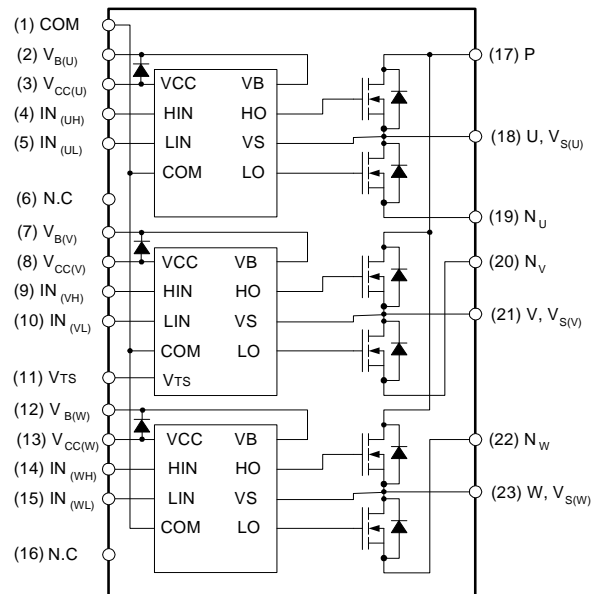 (1) COM
(2) VB(U)
(3) VCC(U)
(4) IN (UH)
(5) IN (UL)
(6) N.C
(7) VB(V)
(8) VCC(V)
(9) IN (VH)
(10) IN (VL)
(11) VTS
(12) VB(W)
(13) VCC(W)
(14) IN (WH)
(15) IN (WL)
(16) N.C
VCC VB
HIN HO
LIN VS
COM LO
VCC VB
HIN HO
LIN VS
COM LO
VTS
VCC VB
HIN HO
LIN VS
COM LO
(17) P
(18) U, VS(U)
(19) NU
(20) NV
(21) V, VS(V)
(22) NW
(23) W, VS(W)